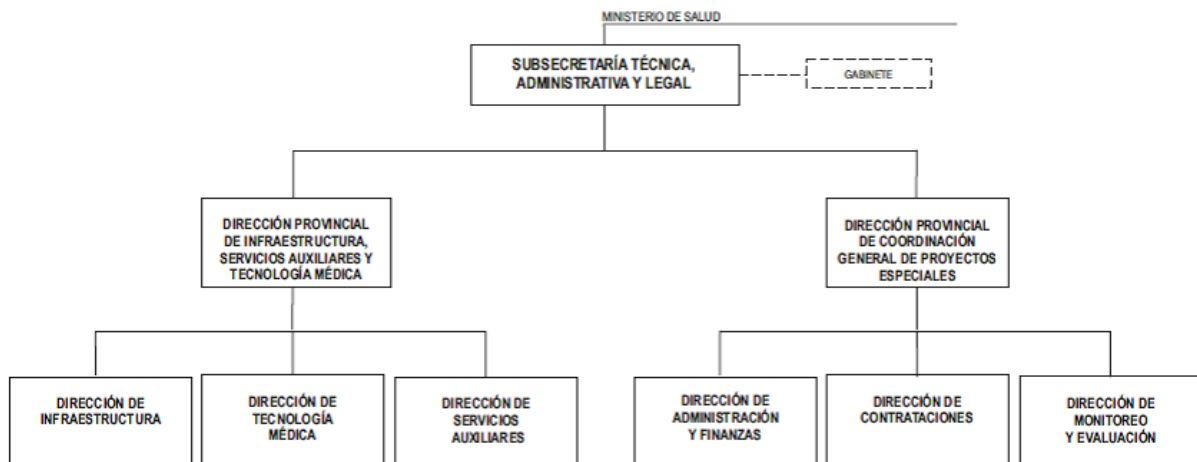 MINISTERIO DE SALUD
SUBSECRETARÍA TÉCNICA,
ADMINISTRATIVA Y LEGAL
GABINETE
DIRECCIÓN PROVINCIAL
DE INFRAESTRUCTURA,
SERVICIOS AUXILIARES Y
TECNOLOGÍA MÉDICA
DIRECCIÓN PROVINCIAL
DE COORDINACIÓN
GENERAL DE PROYECTOS
ESPECIALES
DIRECCIÓN DE
INFRAESTRUCTURA
DIRECCIÓN DE
TECNOLOGÍA
MÉDICA
DIRECCIÓN DE
SERVICIOS
AUXILIARES
DIRECCIÓN DE
ADMINISTRACIÓN
Y FINANZAS
DIRECCIÓN DE
CONTRATACIONES
DIRECCIÓN DE
MONITOREO
Y EVALUACIÓN